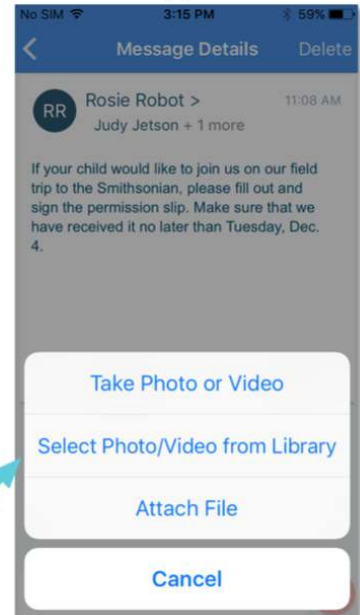 No SIM 3:15 PM 59%
Message Details Delete
RR Rosie Robot > 11:08 AM
Judy Jetson + 1 more
If your child would like to join us on our field
trip to the Smithsonian, please fill out and
sign the permission slip. Make sure that we
have received it no later than Tuesday, Dec.
4.
Take Photo or Video
Select Photo/Video from Library
Attach File
Cancel